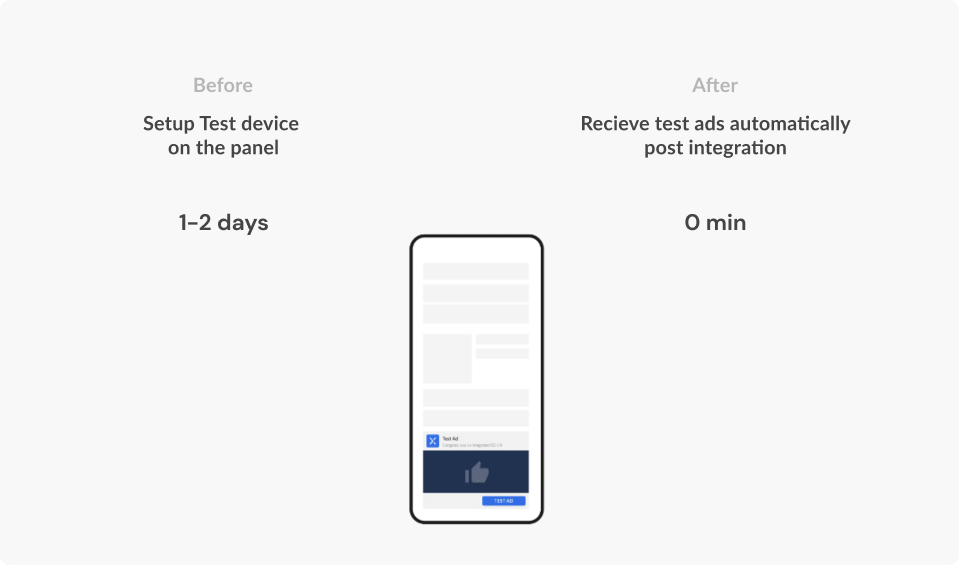 Before
Setup Test device
on the panel
1-2 days
After
Recieve test ads automatically
post integration
0 min
Test Ad
TEST AD